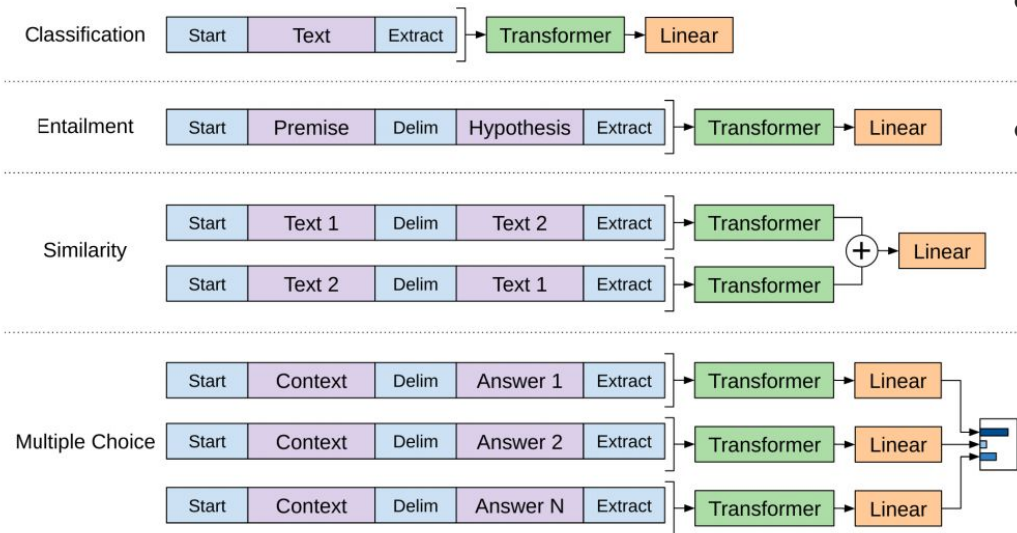 Classification Start Text Extract Transformer Linear
Entailment Start Premise Delim Hypothesis Extract Transformer Linear
Similarity
Start Text 1 Delim Text 2 Extract Transformer
+ Linear
Start Text 2 Delim Text 1 Extract Transformer
Multiple Choice
Start Context Delim Answer 1 Extract Transformer Linear
Start Context Delim Answer 2 Extract Transformer Linear
Start Context Delim Answer N Extract Transformer Linear